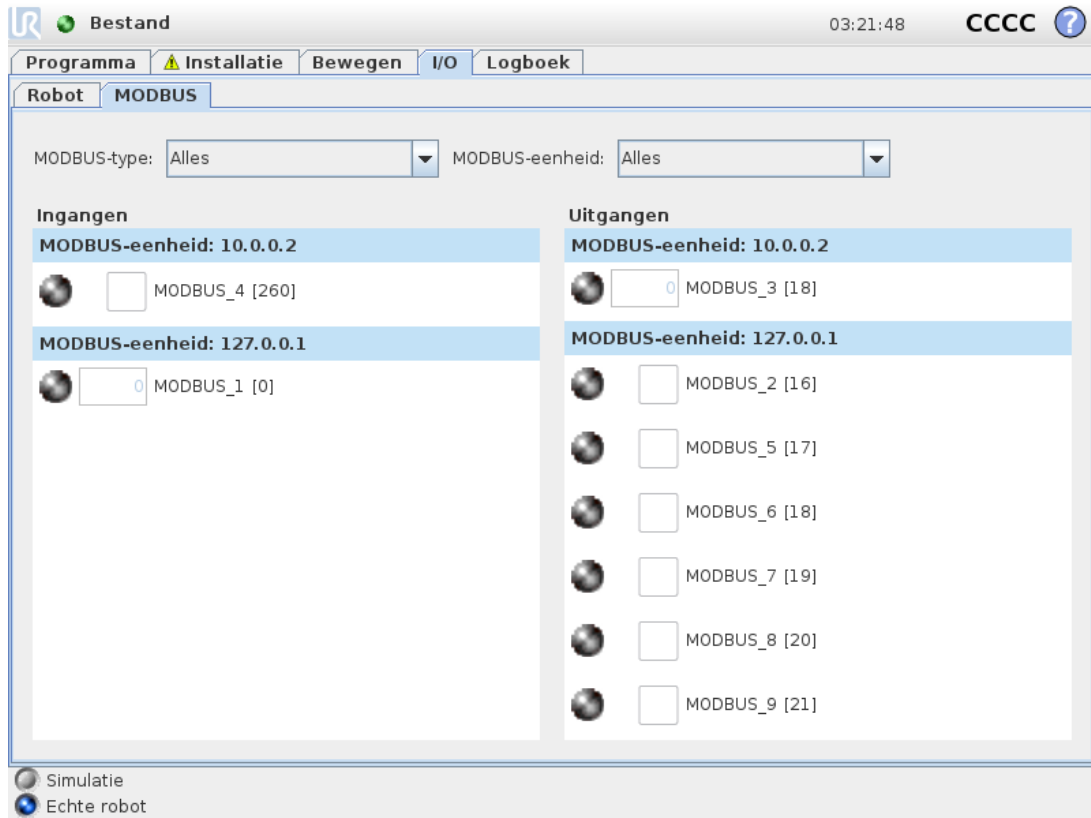 UR Bestand 03:21:48 CCCC ?
Programma Installatie Bewegen I/O Logboek
Robot MODBUS
MODBUS-type: Alles MODBUS-eenheid: Alles
Ingangen
MODBUS-eenheid: 10.0.0.2
MODBUS_4 [260]
MODBUS-eenheid: 127.0.0.1
0 MODBUS_1 [0]
Uitgangen
MODBUS-eenheid: 10.0.0.2
0 MODBUS_3 [18]
MODBUS-eenheid: 127.0.0.1
MODBUS_2 [16]
MODBUS_5 [17]
MODBUS_6 [18]
MODBUS_7 [19]
MODBUS_8 [20]
MODBUS_9 [21]
Simulatie
Echte robot